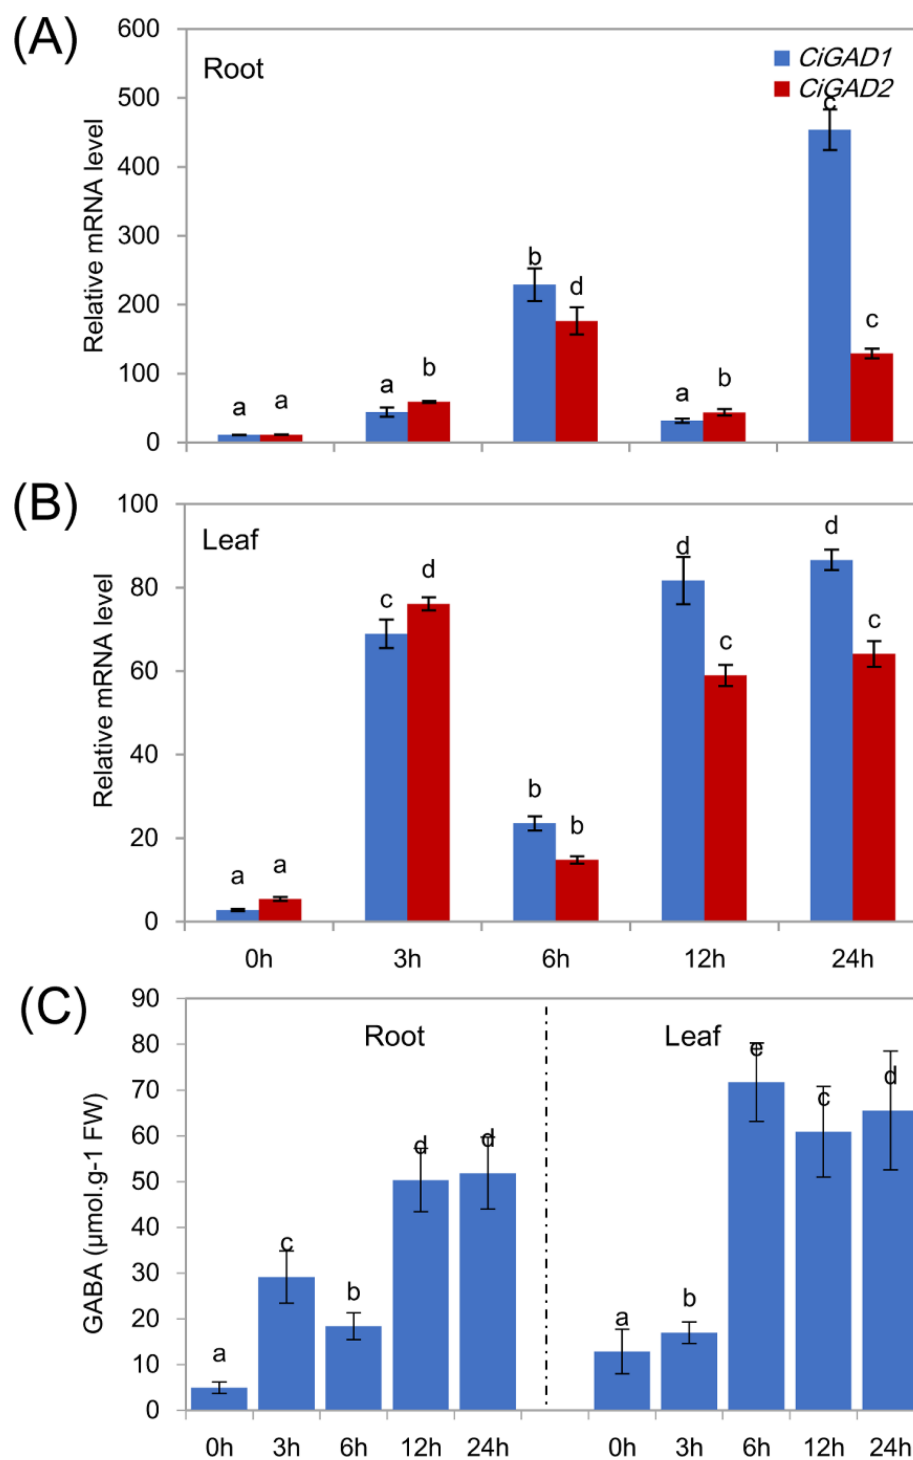 (A)
Root
CiGAD1
CiGAD2
Relative mRNA level
600
500
400
300
200
100
0
a a a b b d a b c c
(B)
Leaf
Relative mRNA level
100
80
60
40
20
0
a a c d b b d c d c
0h 3h 6h 12h 24h
(C)
Root Leaf
GABA (µmol.g-1 FW)
90
80
70
60
50
40
30
20
10
0
a c b d d a b e c d
0h 3h 6h 12h 24h 0h 3h 6h 12h 24h